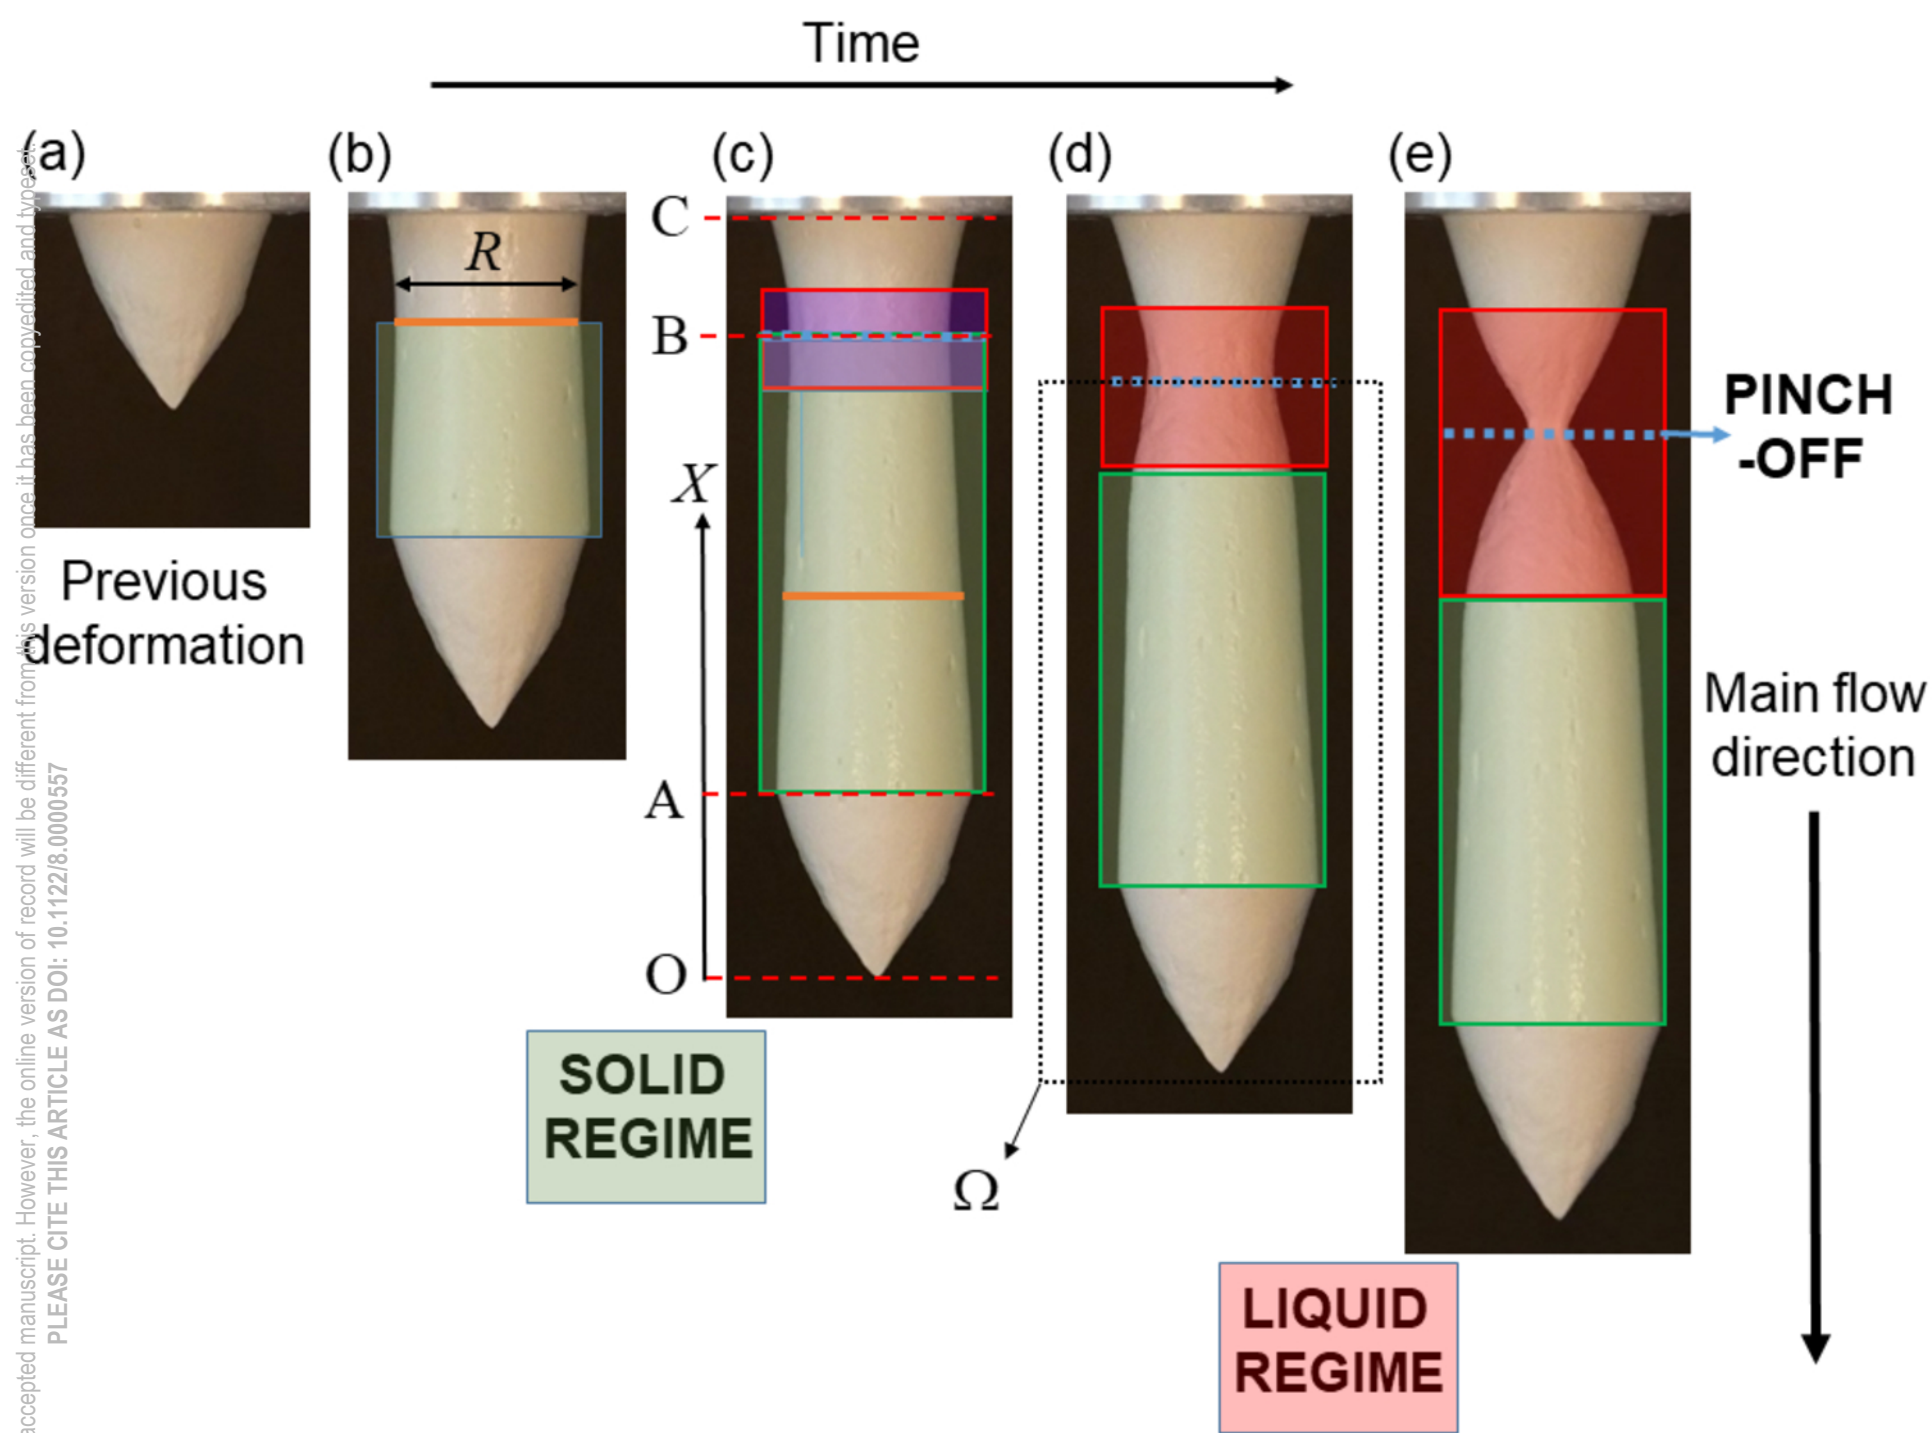 Time
(a)
(b)
(c)
(d)
(e)
R
C
B
X
A
O
Previous
deformation
PINCH
-OFF
Main flow
direction
SOLID
REGIME
Ω
LIQUID
REGIME
accepted manuscript. However, the online version of record will be different from this version once it has been copyedited and typeset.
PLEASE CITE THIS ARTICLE AS DOI: 10.1122/8.0000557